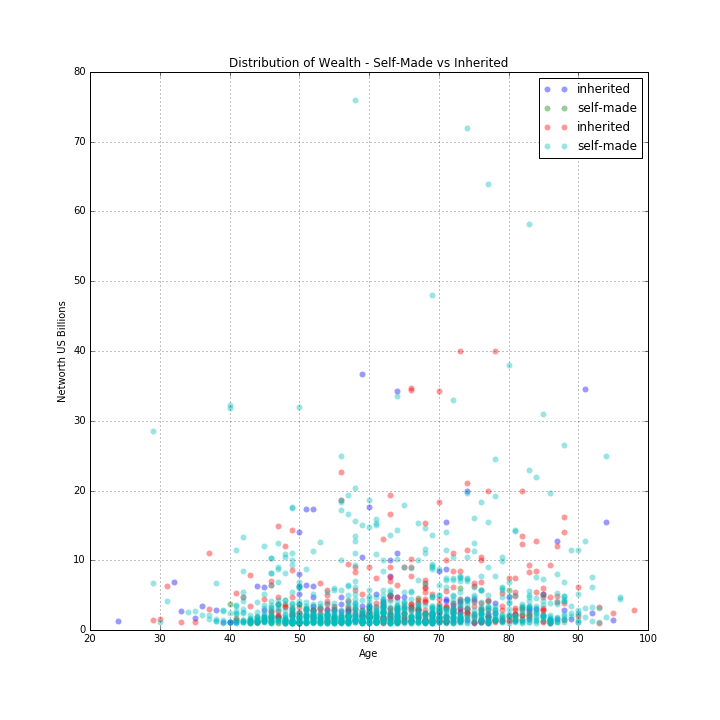 Distribution of Wealth - Self-Made vs Inherited
80
70
60
50
40
30
20
10
0
Networth US Billions
inherited
self-made
inherited
self-made
20 30 40 50 60 70 80 90 100
Age